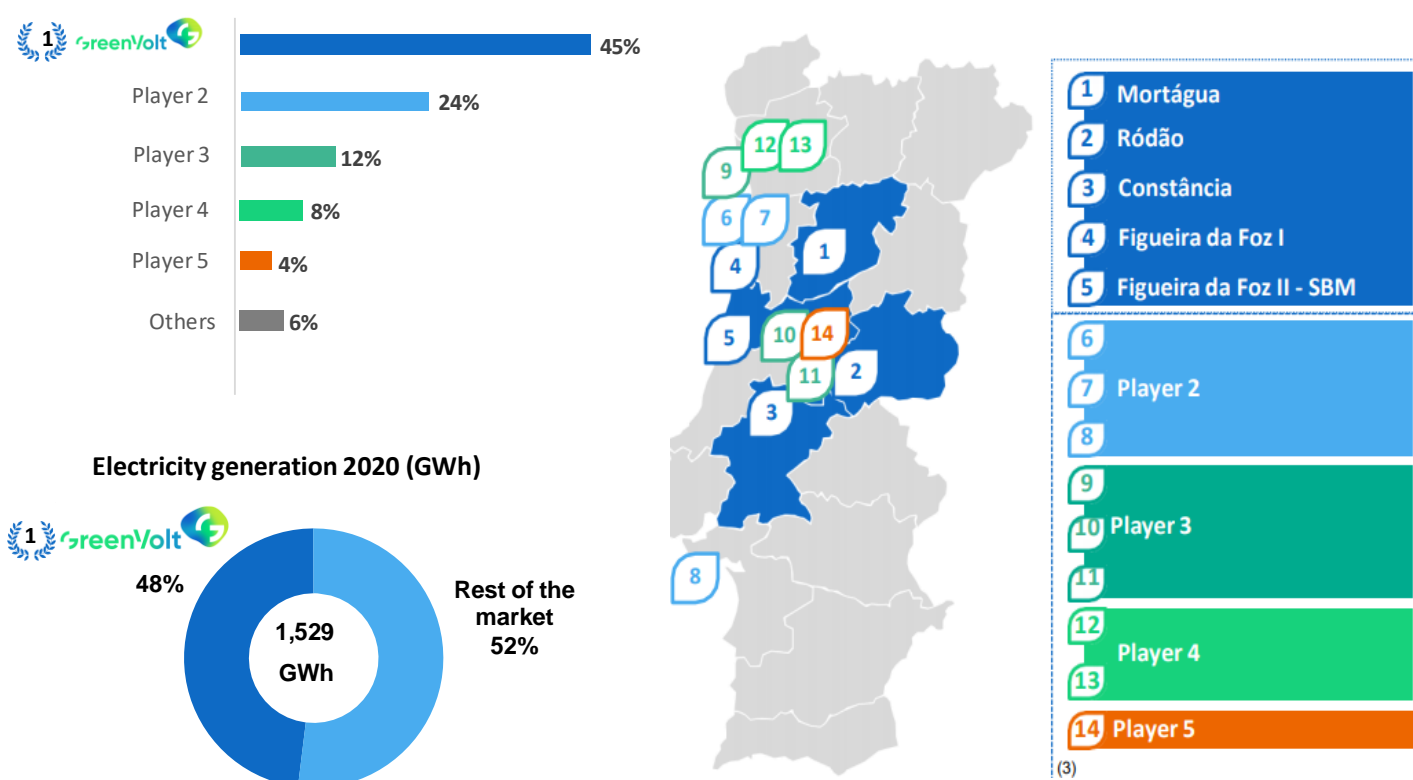 1 GreenVolt
45%
Player 2
24%
Player 3
12%
Player 4
8%
Player 5
4%
Others
6%
Electricity generation 2020 (GWh)
1 GreenVolt
48%
1,529
GWh
Rest of the
market
52%
12 13
9
6 7
1
4
5 10 14
11 2
3
8
1 Mortágua
2 Ródão
3 Constância
4 Figueira da Foz I
5 Figueira da Foz II - SBM
6
7 Player 2
8
9
10 Player 3
11
12
Player 4
13
14 Player 5
(3)